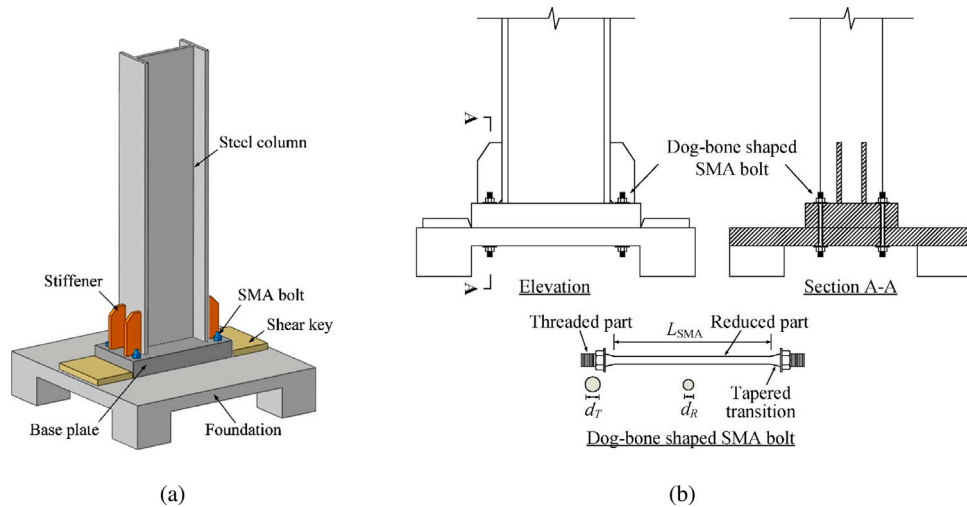 Steel column
Stiffener
SMA bolt
Shear key
Base plate
Foundation
(a)
A
A
Dog-bone shaped
SMA bolt
Elevation
Section A-A
Threaded part
L_SMA
Reduced part
d_T
d_R
Tapered
transition
Dog-bone shaped SMA bolt
(b)